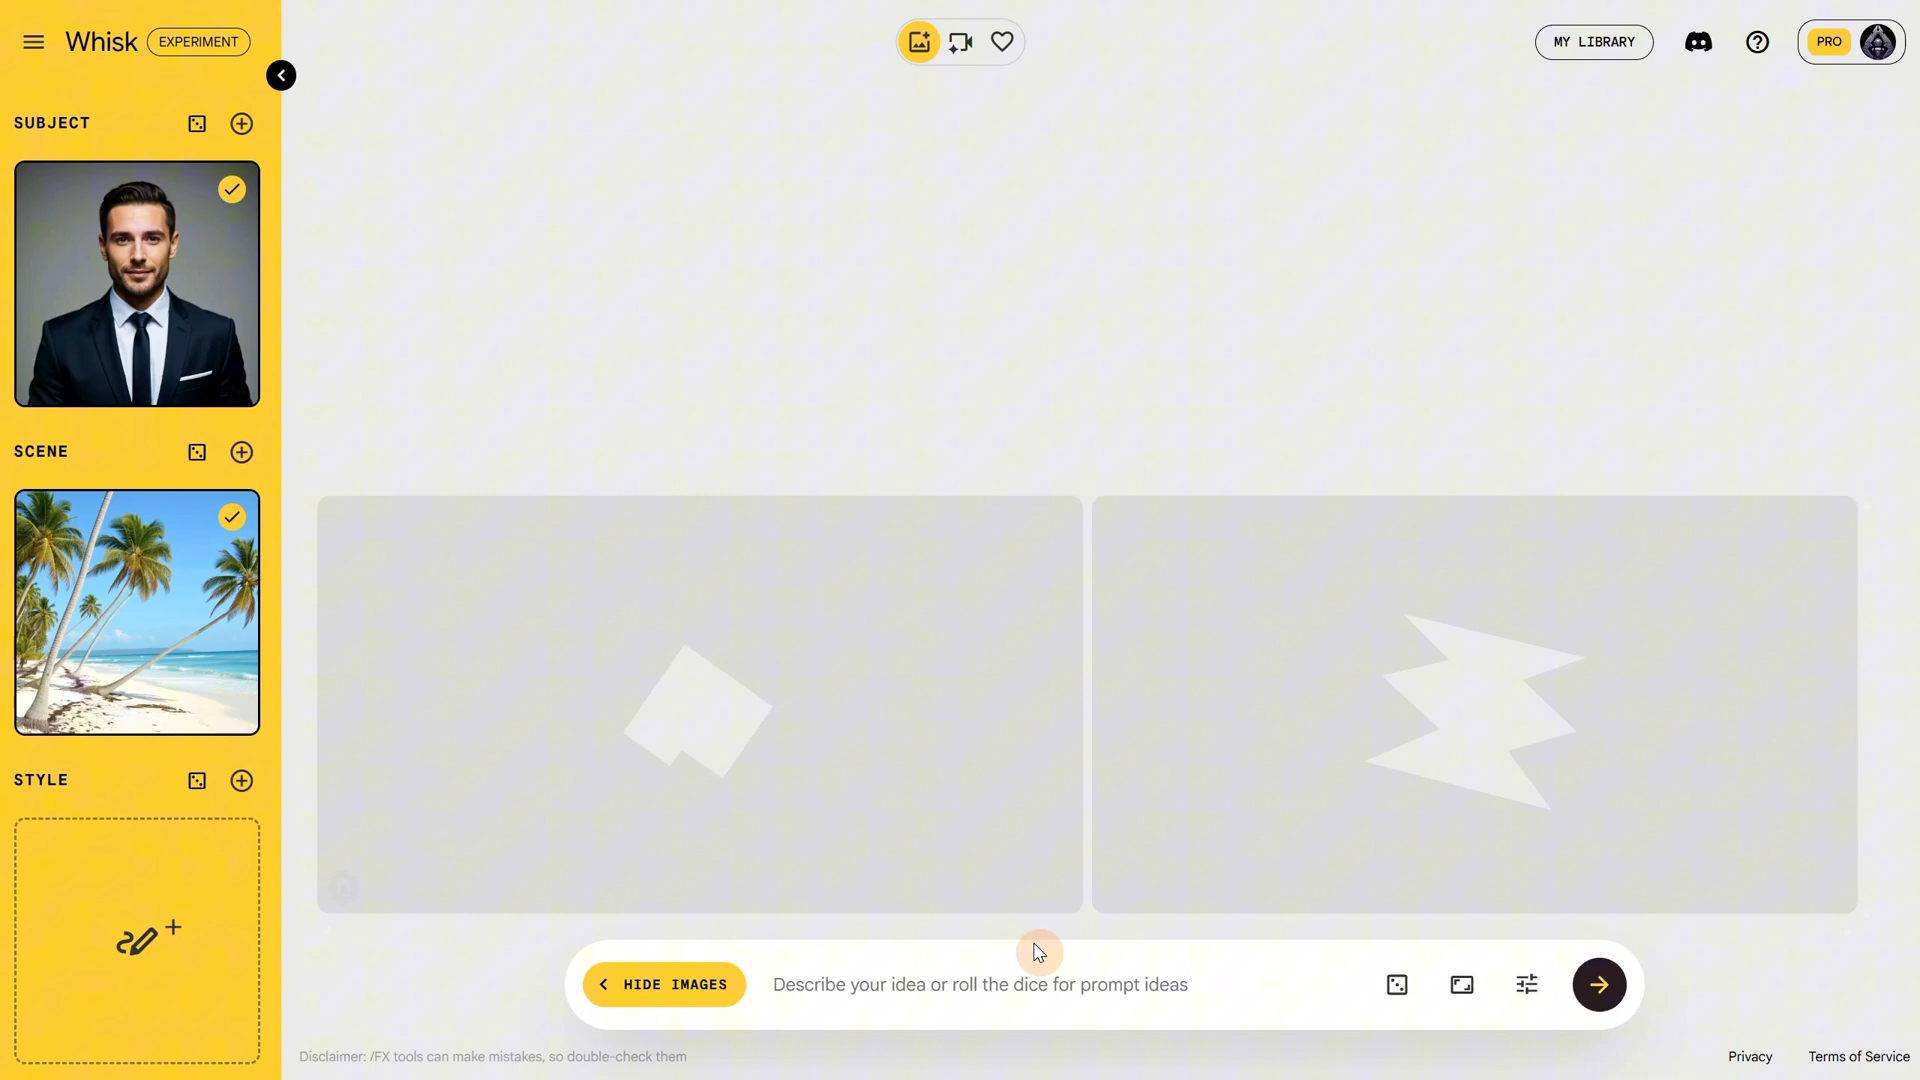 Whisk
EXPERIMENT
MY LIBRARY
PRO
SUBJECT
SCENE
STYLE
HIDE IMAGES
Describe your idea or roll the dice for prompt ideas
Disclaimer: /FX tools can make mistakes, so double-check them
Privacy
Terms of Service